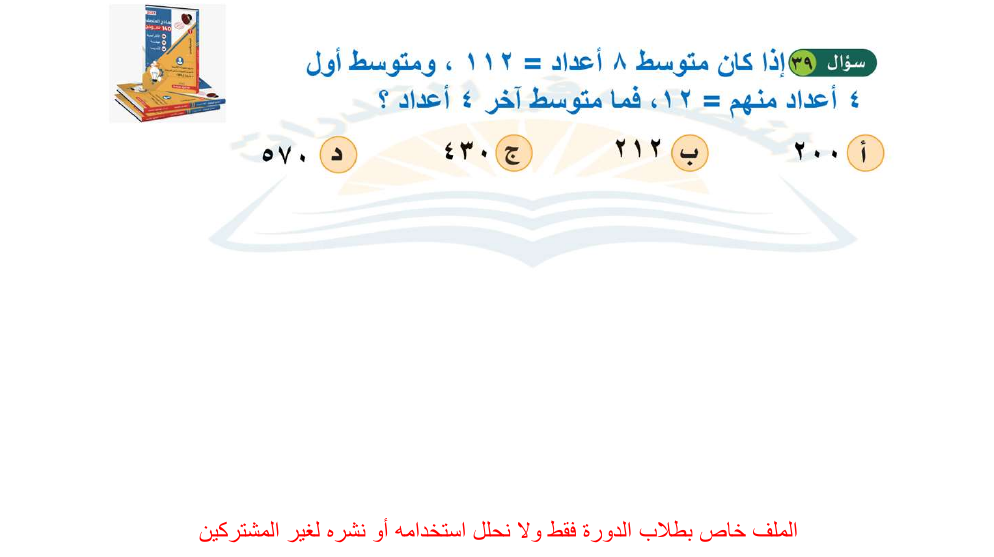 سؤال ٣٩ إذا كان متوسط ٨ أعداد = ١١٢ ، ومتوسط أول
٤ أعداد منهم = ١٢، فما متوسط آخر ٤ أعداد ؟
أ ٢٠٠ ب ٢١٢ ج ٤٣٠ د ٥٧٠
الملف خاص بطلاب الدورة فقط ولا نحلل استخدامه أو نشره لغير المشتركين